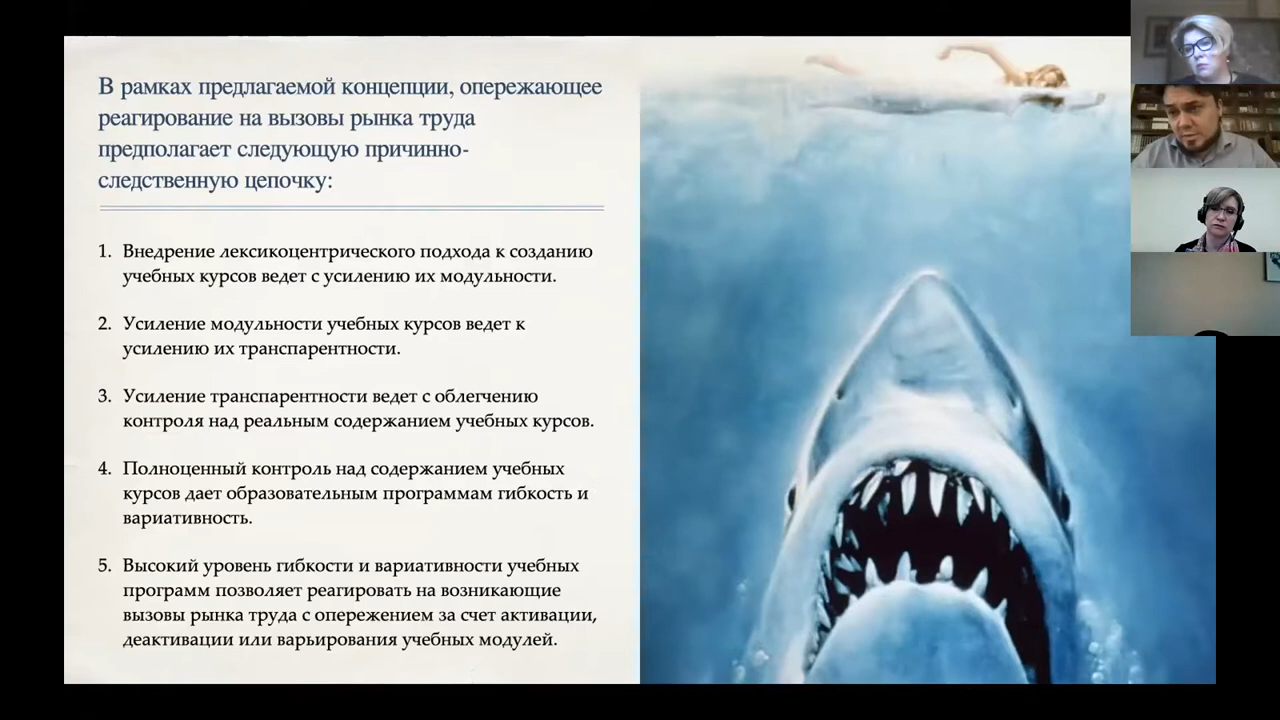 В рамках предлагаемой концепции, опережающее
реагирование на вызовы рынка труда
предполагает следующую причинно-
следственную цепочку:
1. Внедрение лексикоцентрического подхода к созданию
учебных курсов ведет с усилению их модульности.
2. Усиление модульности учебных курсов ведет к
усилению их транспарентности.
3. Усиление транспарентности ведет с облегчению
контроля над реальным содержанием учебных курсов.
4. Полноценный контроль над содержанием учебных
курсов дает образовательным программам гибкость и
вариативность.
5. Высокий уровень гибкости и вариативности учебных
программ позволяет реагировать на возникающие
вызовы рынка труда с опережением за счет активации,
деактивации или варьирования учебных модулей.